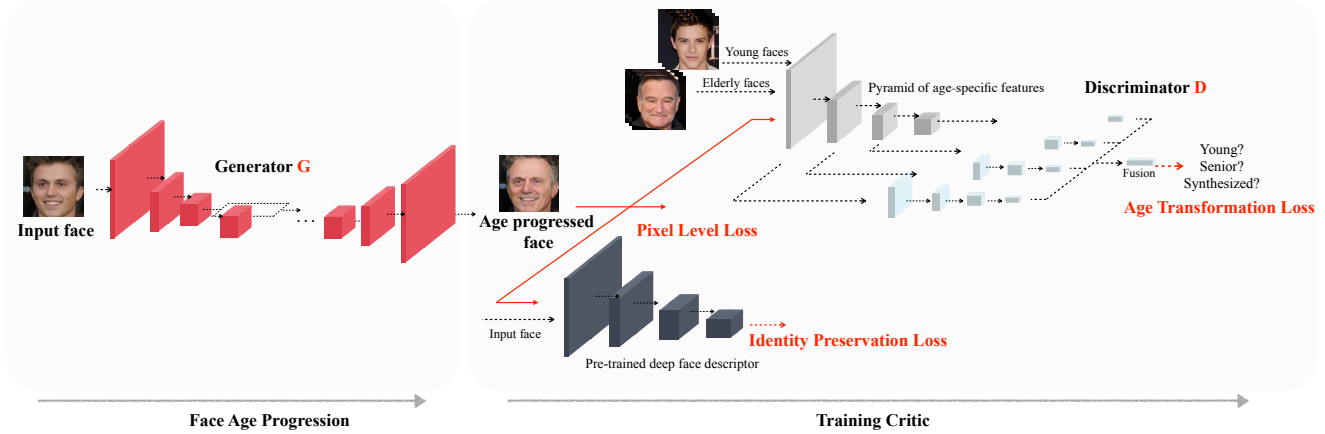 Generator G
Input face
Age progressed
face
Face Age Progression
Young faces
Elderly faces
Pyramid of age-specific features
Discriminator D
Young?
Senior?
Synthesized?
Fusion
Age Transformation Loss
Pixel Level Loss
Input face
Identity Preservation Loss
Pre-trained deep face descriptor
Training Critic